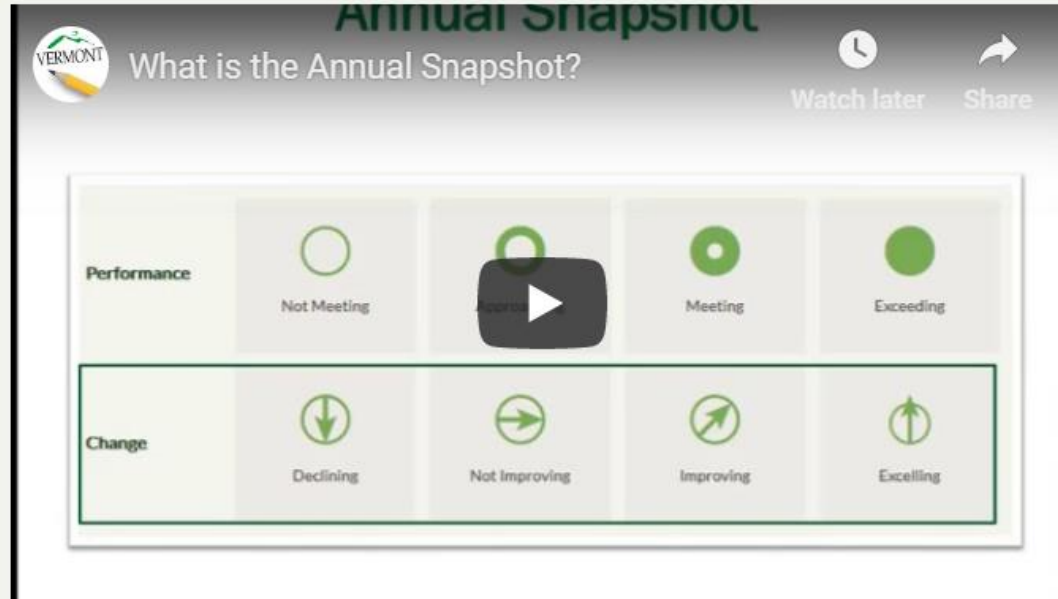 Annual Snapshot
VERMONT
What is the Annual Snapshot?
Watch later
Share
Performance
Not Meeting
Meeting
Exceeding
Change
Declining
Not Improving
Improving
Excelling